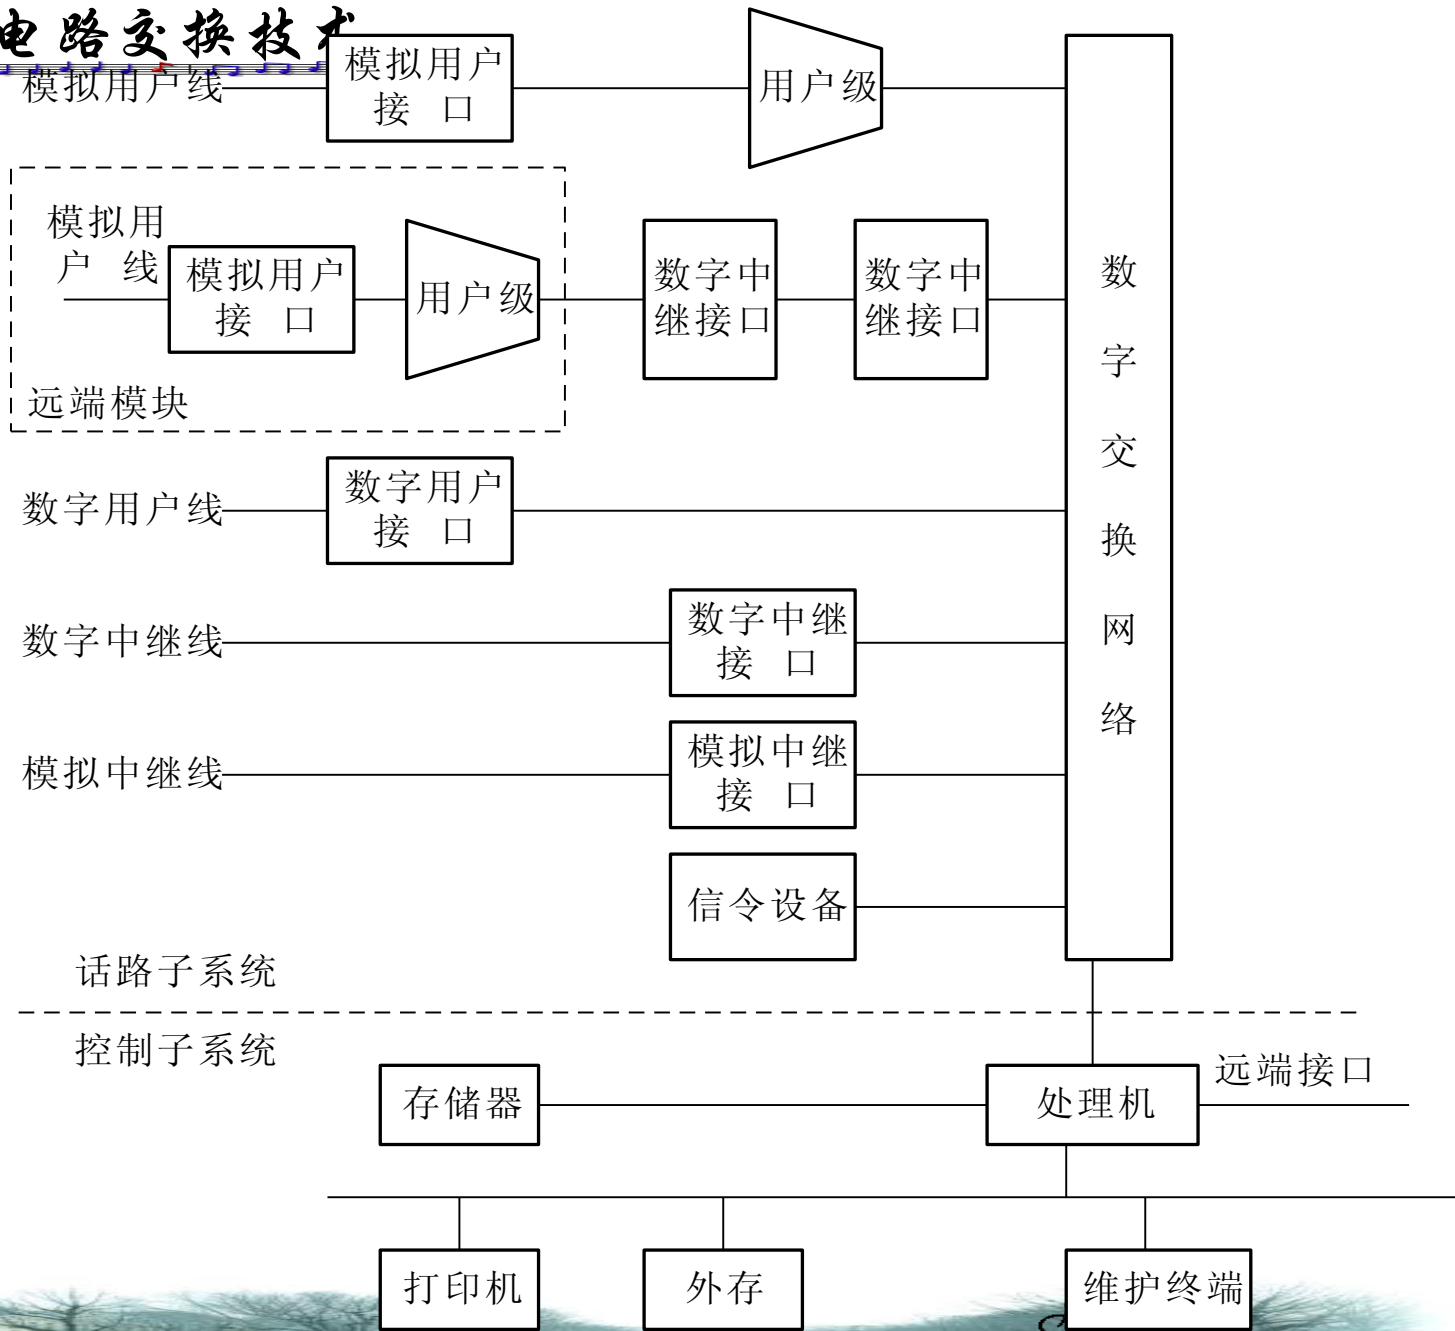 电路交换技术
模拟用户线
模拟用户
接 口
用户级
模拟用
户 线
模拟用户
接 口
用户级
远端模块
数字中
继接口
数字中
继接口
数字用户线
数字用户
接 口
数字中继线
数字中继
接 口
模拟中继线
模拟中继
接 口
信令设备
数
字
交
换
网
络
话路子系统
控制子系统
存储器
处理机
远端接口
打印机
外存
维护终端